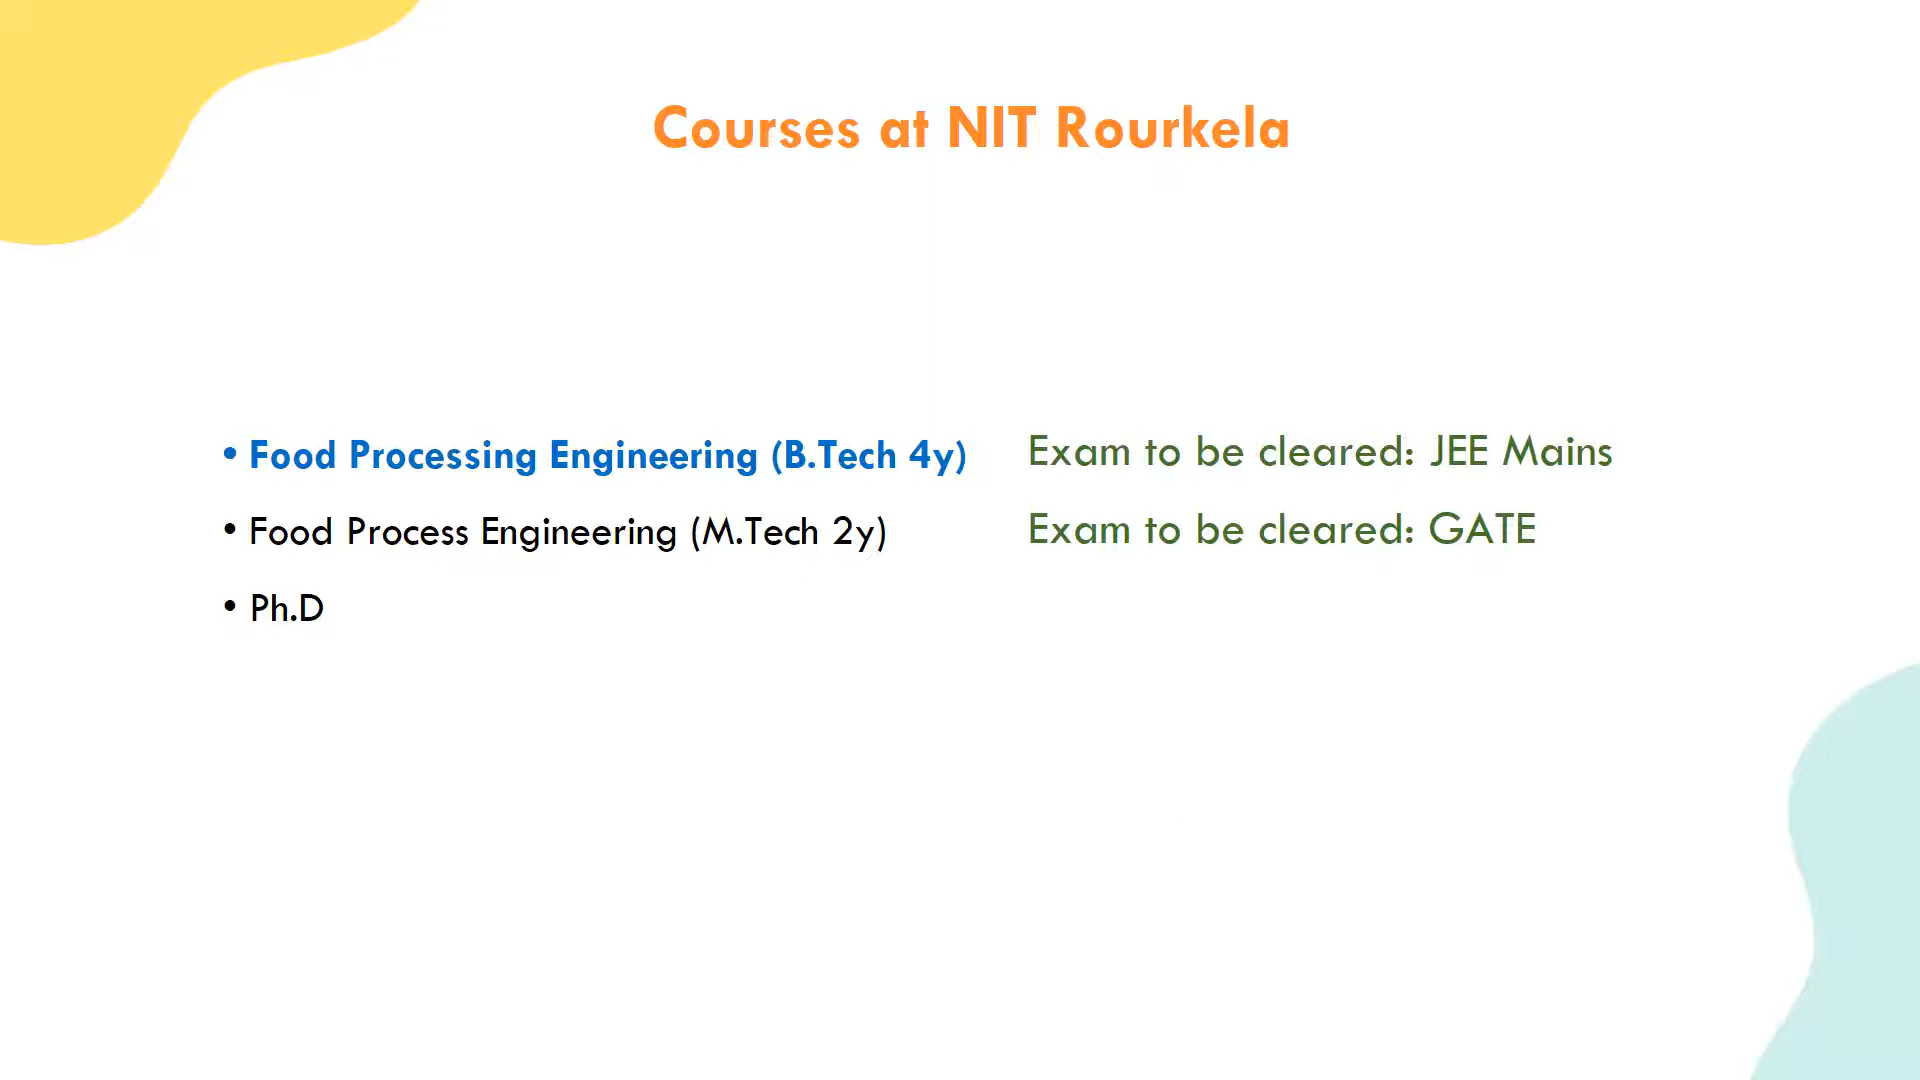 Courses at NIT Rourkela
• Food Processing Engineering (B.Tech 4y) Exam to be cleared: JEE Mains
• Food Process Engineering (M.Tech 2y) Exam to be cleared: GATE
• Ph.D